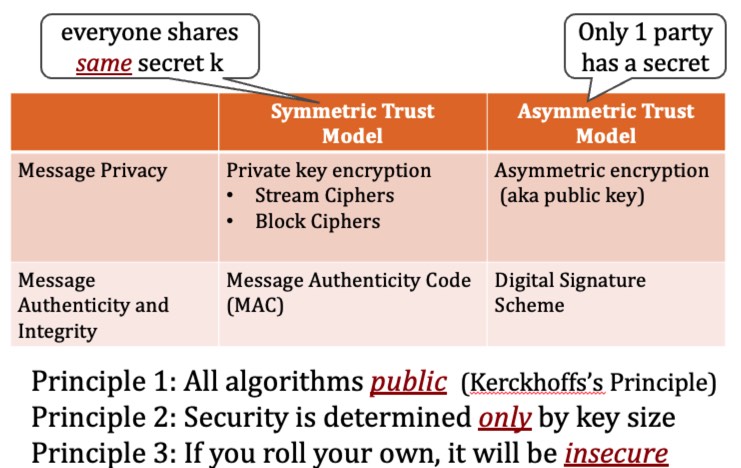 everyone shares
same secret k
Only 1 party
has a secret
Symmetric Trust
Model
Asymmetric Trust
Model
Message Privacy
Private key encryption
• Stream Ciphers
• Block Ciphers
Asymmetric encryption
(aka public key)
Message
Authenticity and
Integrity
Message Authenticity Code
(MAC)
Digital Signature
Scheme
Principle 1: All algorithms public (Kerckhoffs's Principle)
Principle 2: Security is determined only by key size
Principle 3: If you roll your own, it will be insecure